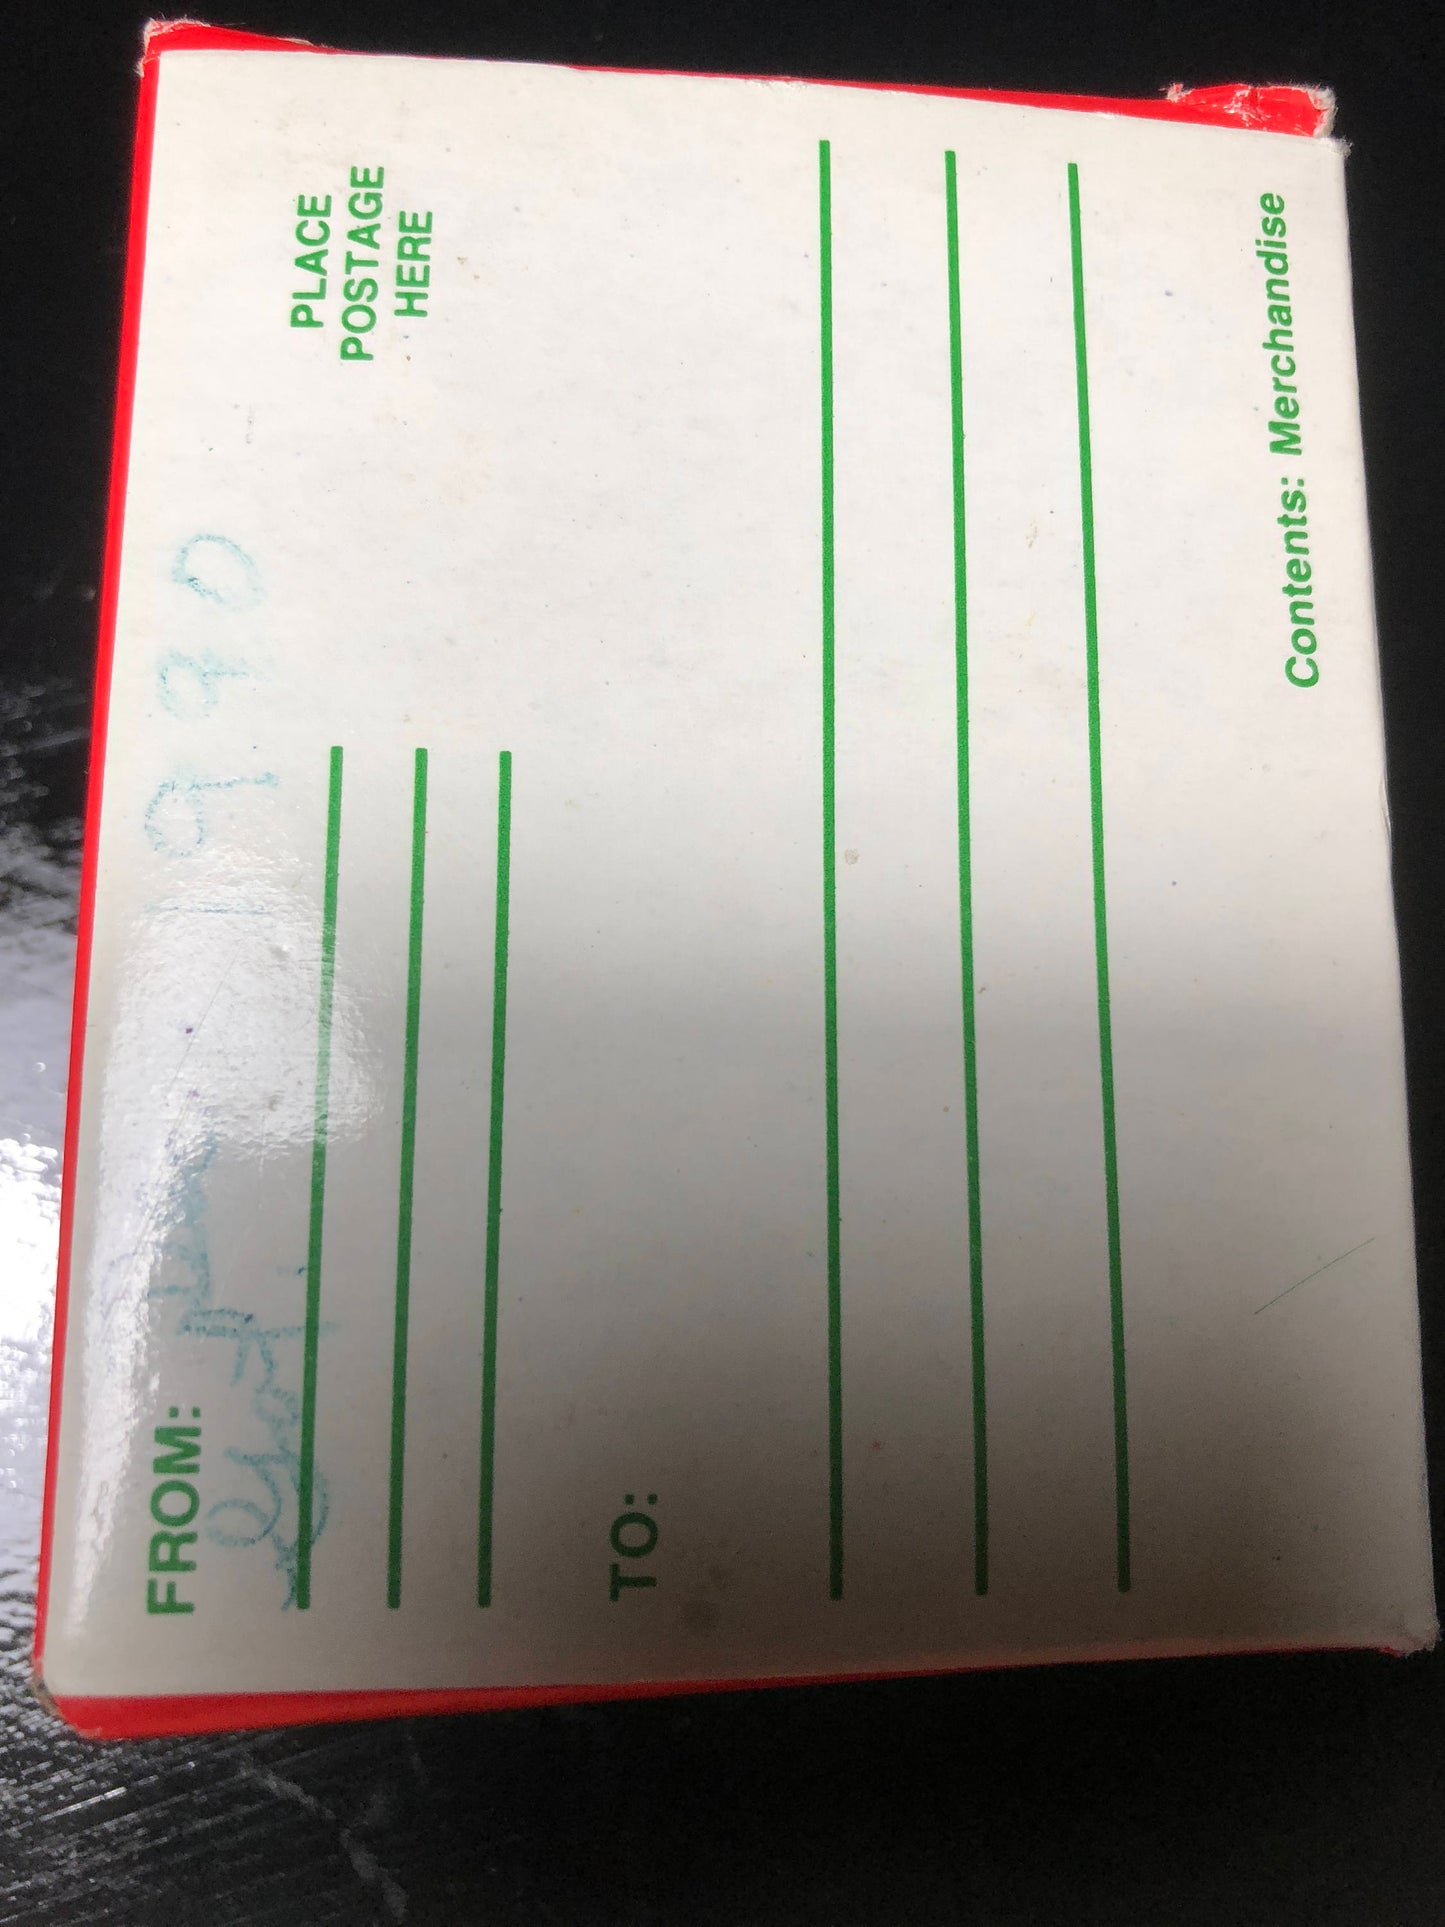 1990
FROM:
PLACE
POSTAGE
HERE
TO:
Contents: Merchandise